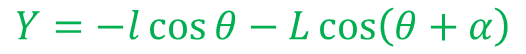 Y = −l cos θ − L cos(θ + α)